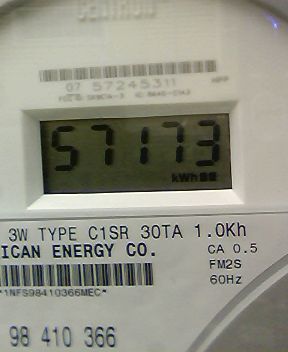 CENTRON
07 57245311
57173
kWh
3W TYPE C1SR 30TA 1.0Kh
ICAN ENERGY CO.
CA 0.5
FM2S
60Hz
*1NFS98410366MEC*
98 410 366